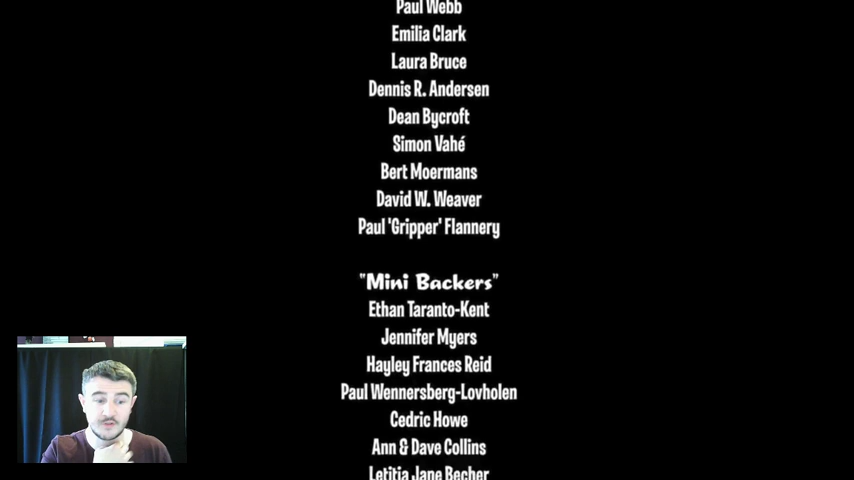 Paul Webb
Emilia Clark
Laura Bruce
Dennis R. Andersen
Dean Bycroft
Simon Vahé
Bert Moermans
David W. Weaver
Paul 'Gripper' Flannery
"Mini Backers"
Ethan Taranto-Kent
Jennifer Myers
Hayley Frances Reid
Paul Wennersberg-Lovholen
Cedric Howe
Ann & Dave Collins
Letitia Jane Becher